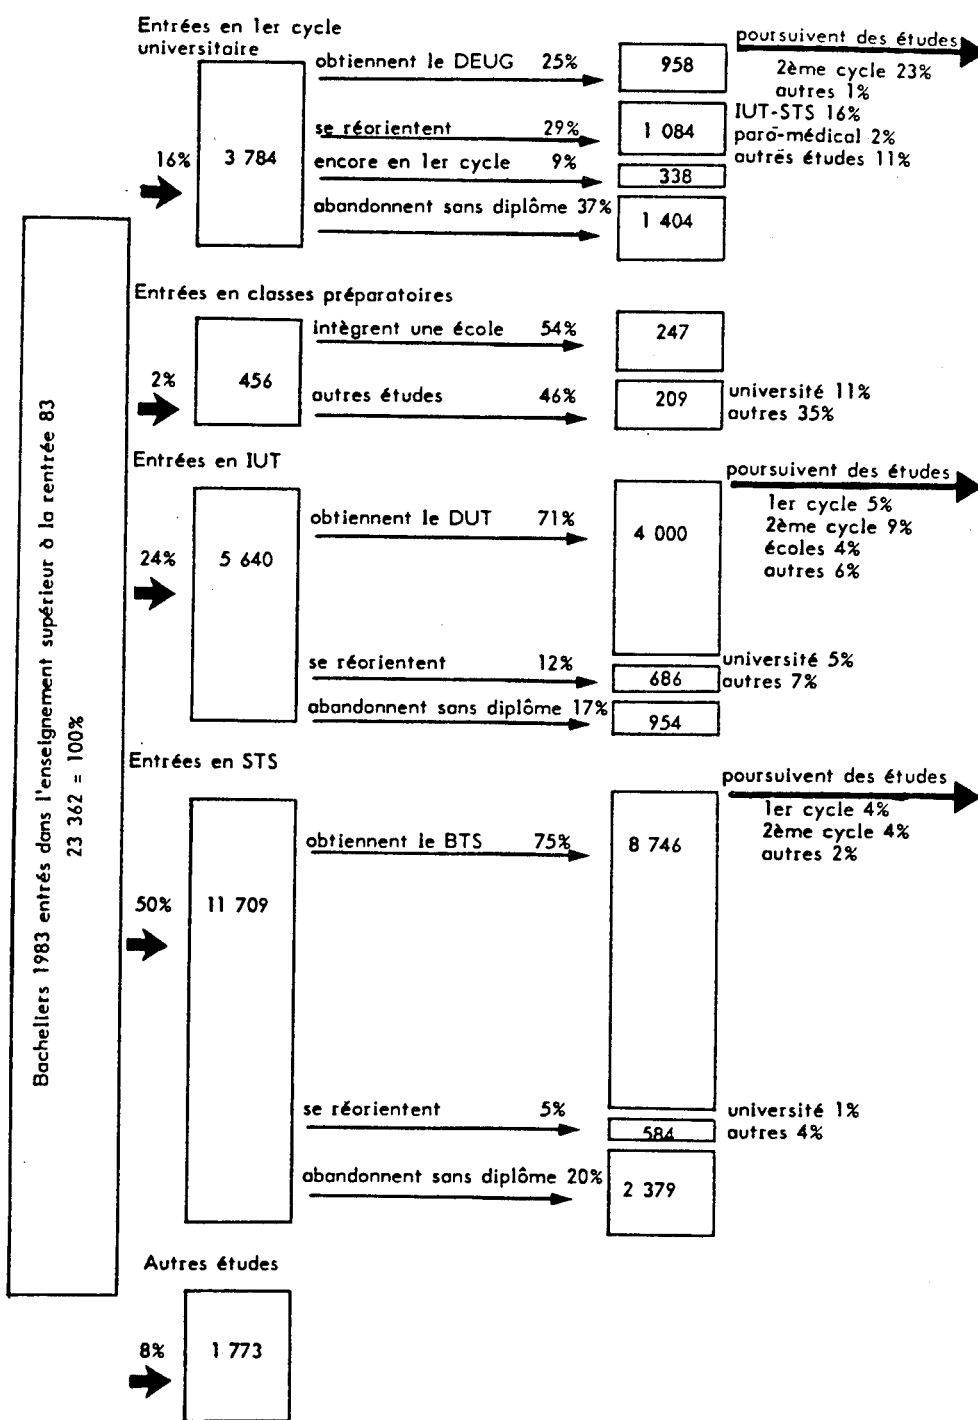 Entrées en 1er cycle
universitaire
16%
3 784
obtiennent le DEUG 25%
958
poursuivent des études
2ème cycle 23%
autres 1%
se réorientent 29%
1 084
IUT-STS 16%
para-médical 2%
autres études 11%
encore en 1er cycle 9%
338
abandonnent sans diplôme 37%
1 404
Bacheliers 1983 entrés dans l'enseignement supérieur à la rentrée 83
23 362 = 100%
Entrées en classes préparatoires
2%
456
intègrent une école 54%
247
autres études 46%
209
université 11%
autres 35%
Entrées en IUT
24%
5 640
obtiennent le DUT 71%
4 000
poursuivent des études
1er cycle 5%
2ème cycle 9%
écoles 4%
autres 6%
se réorientent 12%
686
université 5%
autres 7%
abandonnent sans diplôme 17%
954
Entrées en STS
50%
11 709
obtiennent le BTS 75%
8 746
poursuivent des études
1er cycle 4%
2ème cycle 4%
autres 2%
se réorientent 5%
584
université 1%
autres 4%
abandonnent sans diplôme 20%
2 379
Autres études
8%
1 773